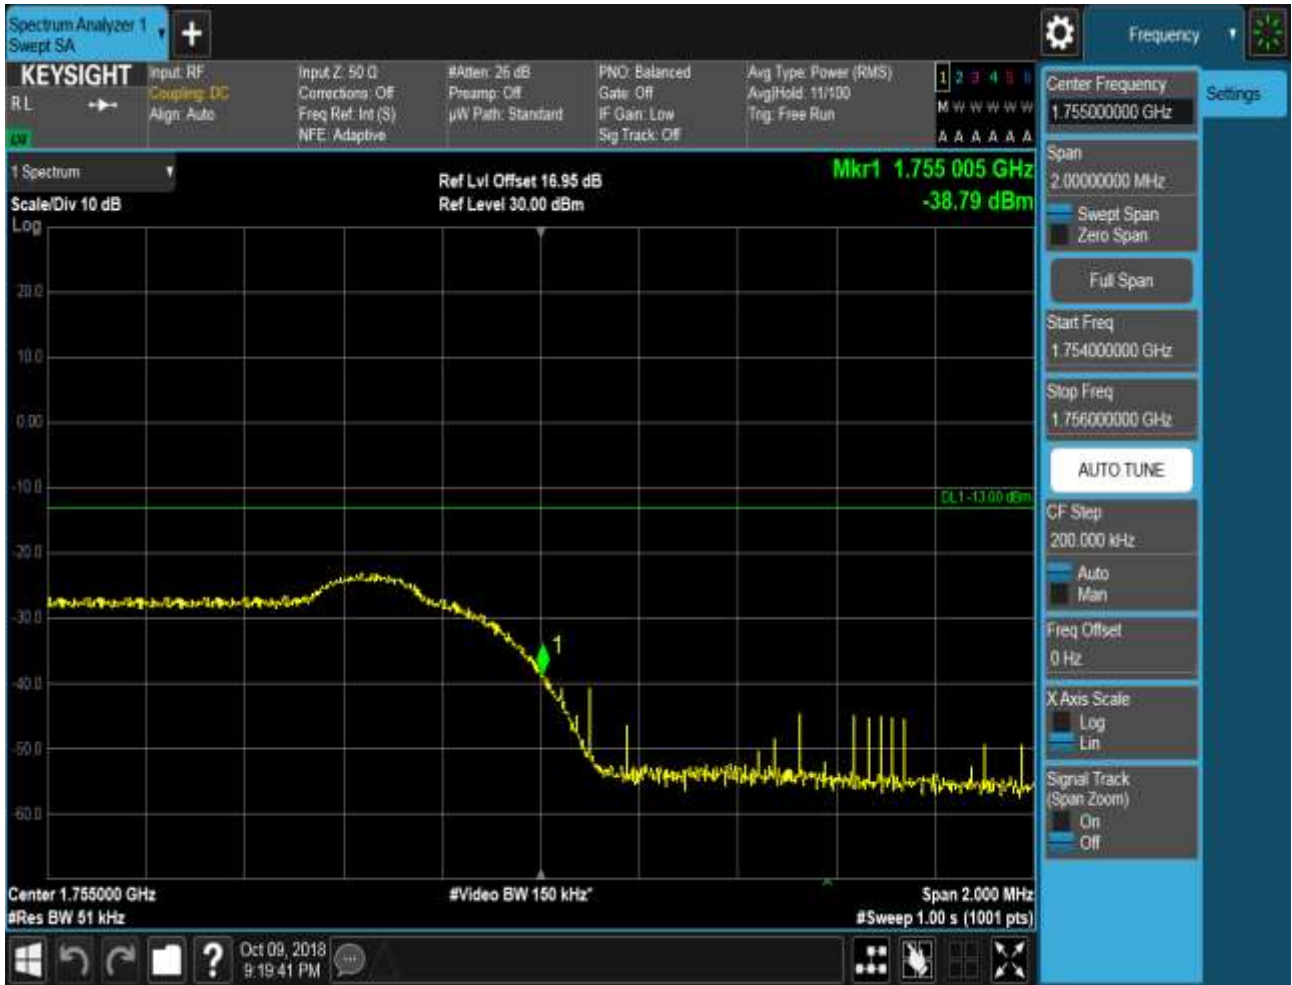 Spectrum Analyzer 1
Swept SA
+
Frequency
KEYSIGHT
R L
Input: RF
Coupling: DC
Align: Auto
Input Z: 50 Ω
Corrections: Off
Freq Ref: Int (S)
NFE: Adaptive
#Atten: 26 dB
Preamp: Off
µW Path: Standard
PNO: Balanced
Gate: Off
IF Gain: Low
Sig Track: Off
Avg Type: Power (RMS)
Avg|Hold: 11/100
Trig: Free Run
1 2 3 4 5 6
M W W W W W
A A A A A A
1 Spectrum
Scale/Div 10 dB
Log
Ref Lvl Offset 16.95 dB
Ref Level 30.00 dBm
Mkr1 1.755 005 GHz
-38.79 dBm
20.0
10.0
0.00
-10.0
-20.0
-30.0
-40.0
-50.0
-60.0
DL1 -13.00 dBm
1
Center 1.755000 GHz
#Res BW 51 kHz
#Video BW 150 kHz*
Span 2.000 MHz
#Sweep 1.00 s (1001 pts)
Center Frequency
1.755000000 GHz
Settings
Span
2.00000000 MHz
Swept Span
Zero Span
Full Span
Start Freq
1.754000000 GHz
Stop Freq
1.756000000 GHz
AUTO TUNE
CF Step
200.000 kHz
Auto
Man
Freq Offset
0 Hz
X Axis Scale
Log
Lin
Signal Track
(Span Zoom)
On
Off
?
Oct 09, 2018
9:19:41 PM